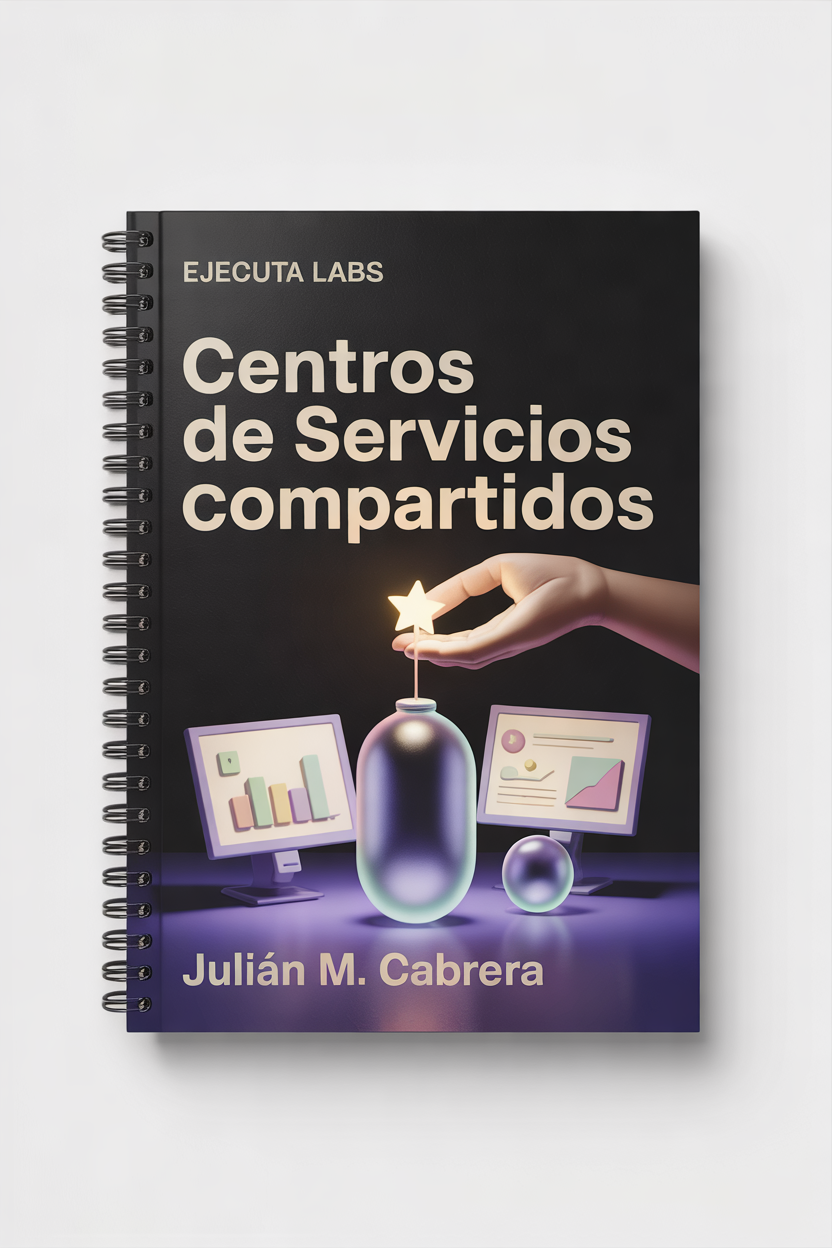 EJECUTA LABS
Centros
de Servicios
compartidos
Julián M. Cabrera